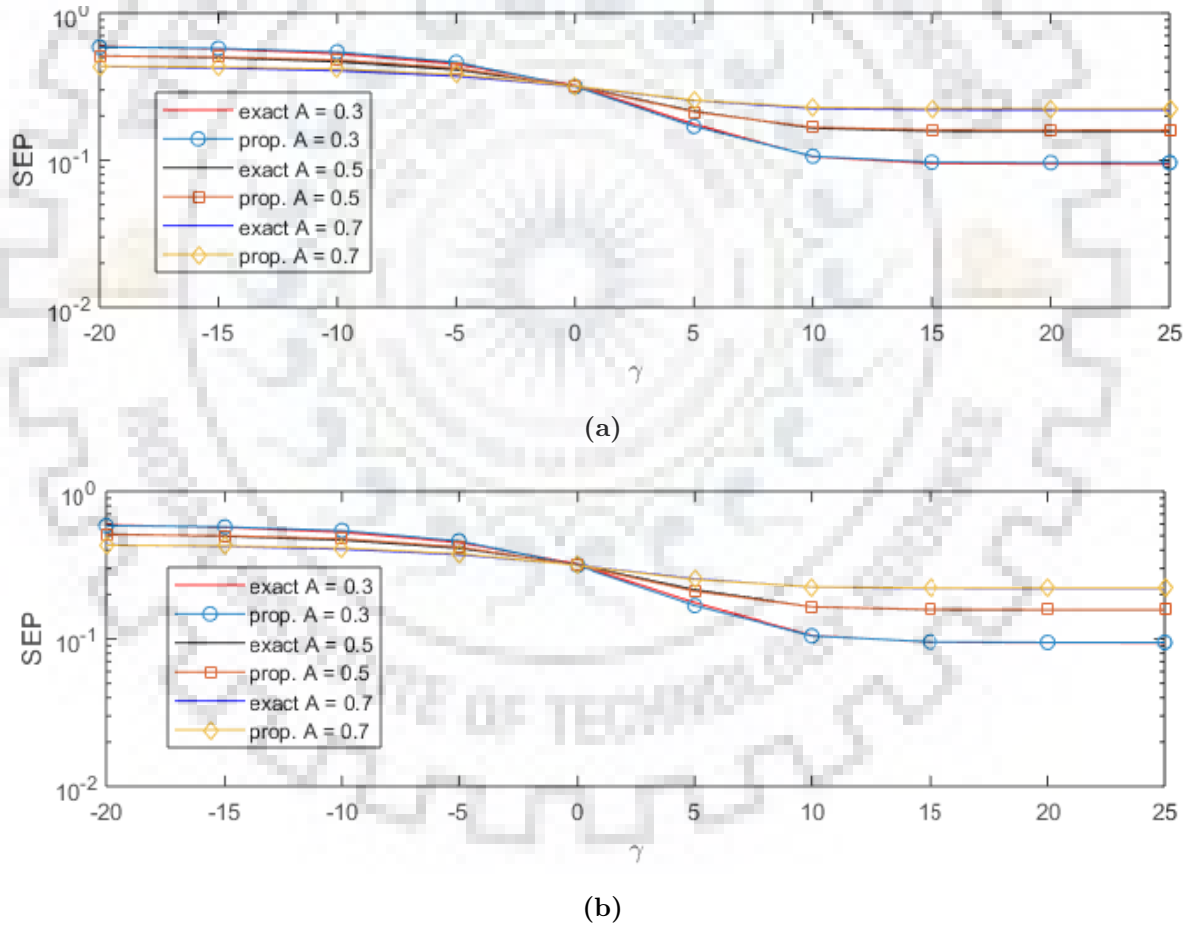 10^0
10^-1
10^-2
SEP
exact A = 0.3
prop. A = 0.3
exact A = 0.5
prop. A = 0.5
exact A = 0.7
prop. A = 0.7
-20 -15 -10 -5 0 5 10 15 20 25
γ
(a)
10^0
10^-1
10^-2
SEP
exact A = 0.3
prop. A = 0.3
exact A = 0.5
prop. A = 0.5
exact A = 0.7
prop. A = 0.7
-20 -15 -10 -5 0 5 10 15 20 25
γ
OF TECHNOLOGY
(b)